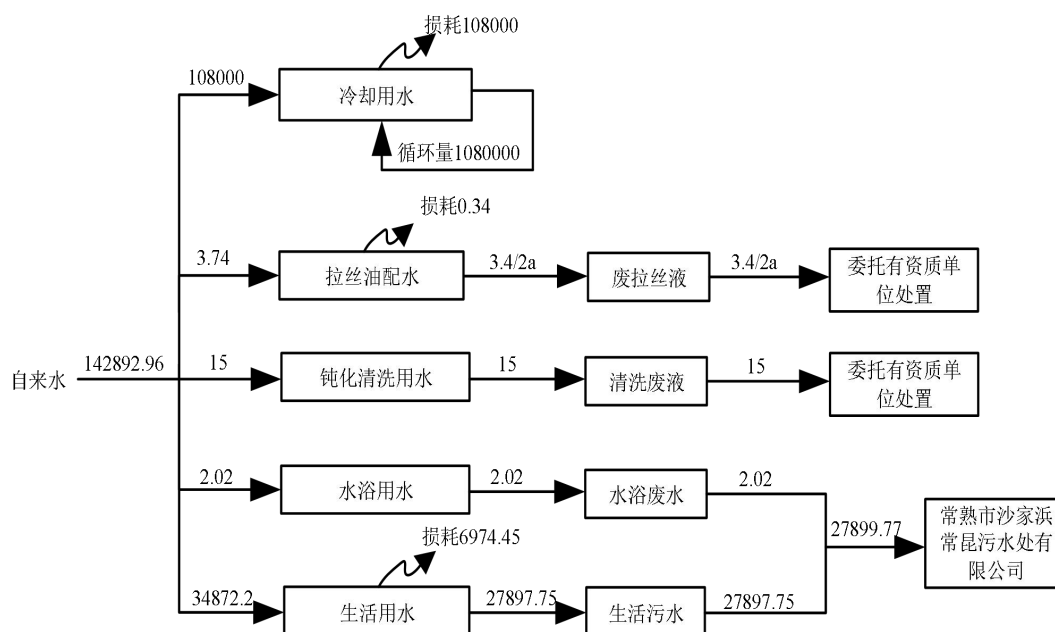 损耗108000
108000
冷却用水
循环量1080000
损耗0.34
3.74
拉丝油配水
3.4/2a
废拉丝液
3.4/2a
委托有资质单
位处置
自来水
142892.96
15
钝化清洗用水
15
清洗废液
15
委托有资质单
位处置
2.02
水浴用水
2.02
水浴废水
2.02
27899.77
常熟市沙家浜
常昆污水处有
限公司
损耗6974.45
34872.2
生活用水
27897.75
生活污水
27897.75